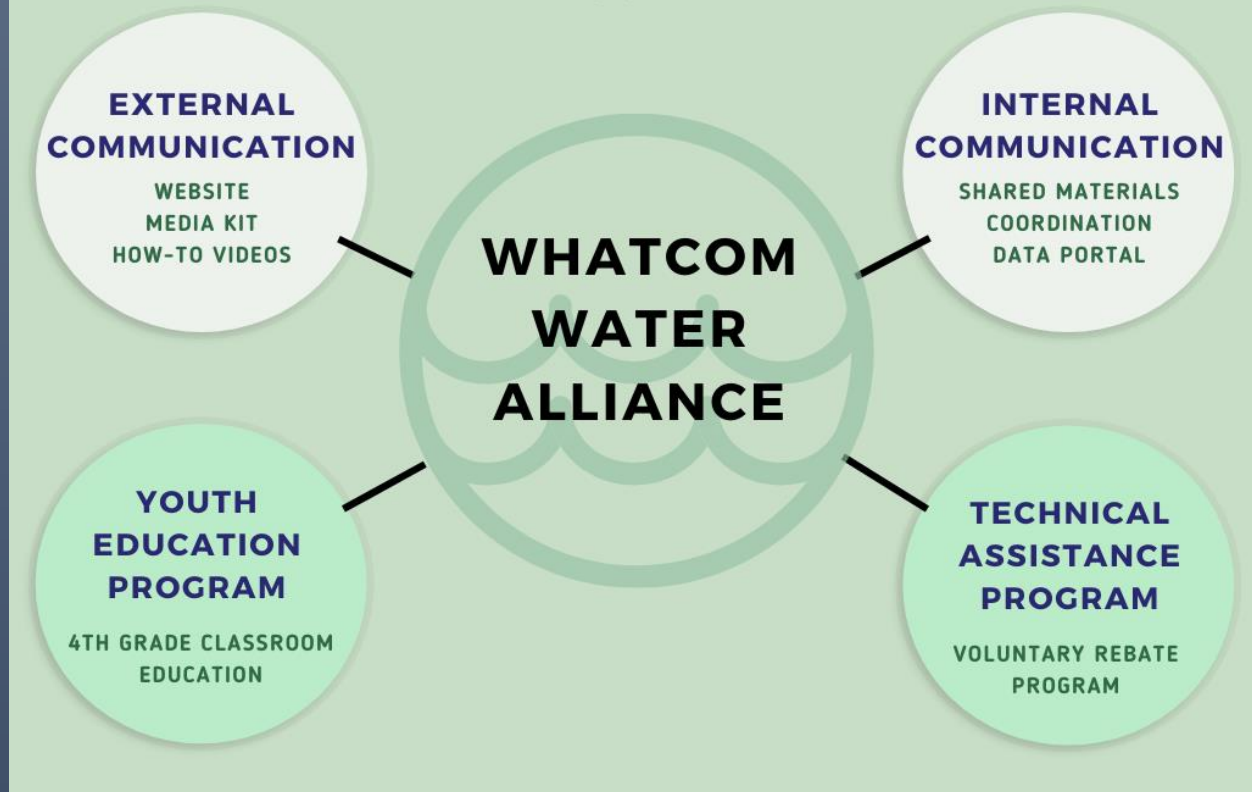 EXTERNAL
COMMUNICATION
WEBSITE
MEDIA KIT
HOW-TO VIDEOS
INTERNAL
COMMUNICATION
SHARED MATERIALS
COORDINATION
DATA PORTAL
WHATCOM
WATER
ALLIANCE
YOUTH
EDUCATION
PROGRAM
4TH GRADE CLASSROOM
EDUCATION
TECHNICAL
ASSISTANCE
PROGRAM
VOLUNTARY REBATE
PROGRAM